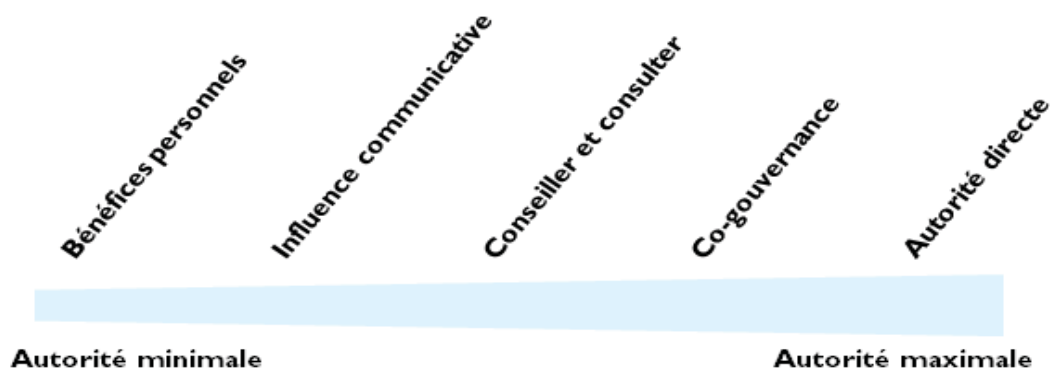 Bénéfices personnels
Influence communicative
Conseiller et consulter
Co-gouvernance
Autorité directe
Autorité minimale
Autorité maximale